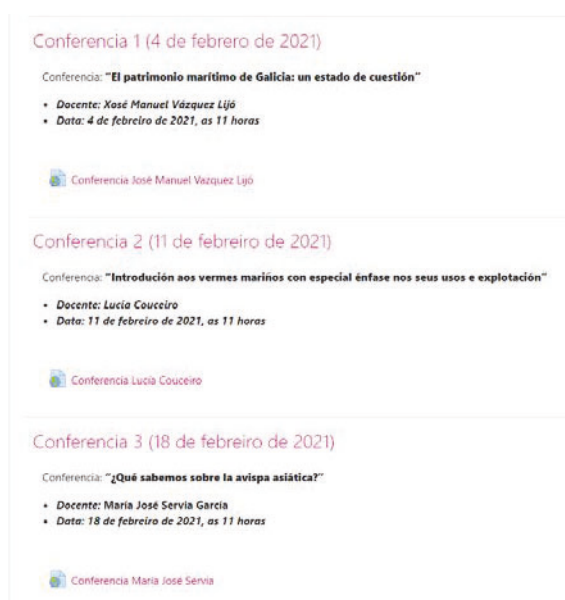 Conferencia 1 (4 de febrero de 2021)
Conferencia: "El patrimonio marítimo de Galicia: un estado de cuestión"
• Docente: Xosé Manuel Vázquez Lijó
• Data: 4 de febreiro de 2021, as 11 horas
Conferencia José Manuel Vazquez Lijó
Conferencia 2 (11 de febreiro de 2021)
Conferencia: "Introdución aos vermes mariños con especial énfase nos seus usos e explotación"
• Docente: Lucía Couceiro
• Data: 11 de febreiro de 2021, as 11 horas
Conferencia Lucía Couceiro
Conferencia 3 (18 de febreiro de 2021)
Conferencia: "¿Qué sabemos sobre la avispa asiática?"
• Docente: María José Servia García
• Data: 18 de febreiro de 2021, as 11 horas
Conferencia María José Servia